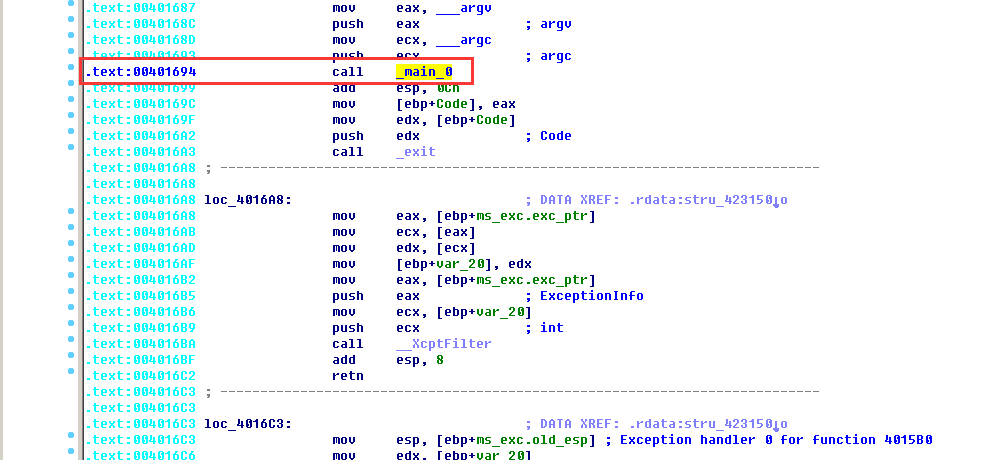 .text:00401687 mov eax, ___argv
.text:0040168C push eax ; argv
.text:0040168D mov ecx, ___argc
.text:00401693 push ecx ; argc
.text:00401694 call _main_0
.text:00401699 add esp, 0Ch
.text:0040169C mov [ebp+Code], eax
.text:0040169F mov edx, [ebp+Code]
.text:004016A2 push edx ; Code
.text:004016A3 call _exit
.text:004016A8 ; ---------------------------------------------------------------------------
.text:004016A8
.text:004016A8 loc_4016A8: ; DATA XREF: .rdata:stru_423150↓o
.text:004016A8 mov eax, [ebp+ms_exc.exc_ptr]
.text:004016AB mov ecx, [eax]
.text:004016AD mov edx, [ecx]
.text:004016AF mov [ebp+var_20], edx
.text:004016B2 mov eax, [ebp+ms_exc.exc_ptr]
.text:004016B5 push eax ; ExceptionInfo
.text:004016B6 mov ecx, [ebp+var_20]
.text:004016B9 push ecx ; int
.text:004016BA call __XcptFilter
.text:004016BF add esp, 8
.text:004016C2 retn
.text:004016C3 ; ---------------------------------------------------------------------------
.text:004016C3
.text:004016C3 loc_4016C3: ; DATA XREF: .rdata:stru_423150↓o
.text:004016C3 mov esp, [ebp+ms_exc.old_esp] ; Exception handler 0 for function 4015B0
.text:004016C6 mov edx, [ebp+var_20]